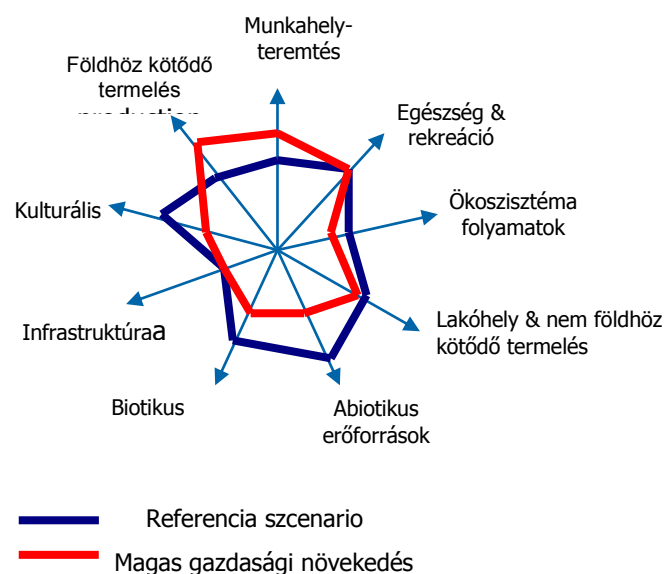 Munkahely-
teremtés
Földhöz kötődő
termelés
production
Egészség &
rekreáció
Kulturális
Ökoszisztéma
folyamatok
Infrastruktúraa
Lakóhely & nem földhöz
kötődő termelés
Biotikus
Abiotikus
erőforrások
Referencia szcenario
Magas gazdasági növekedés